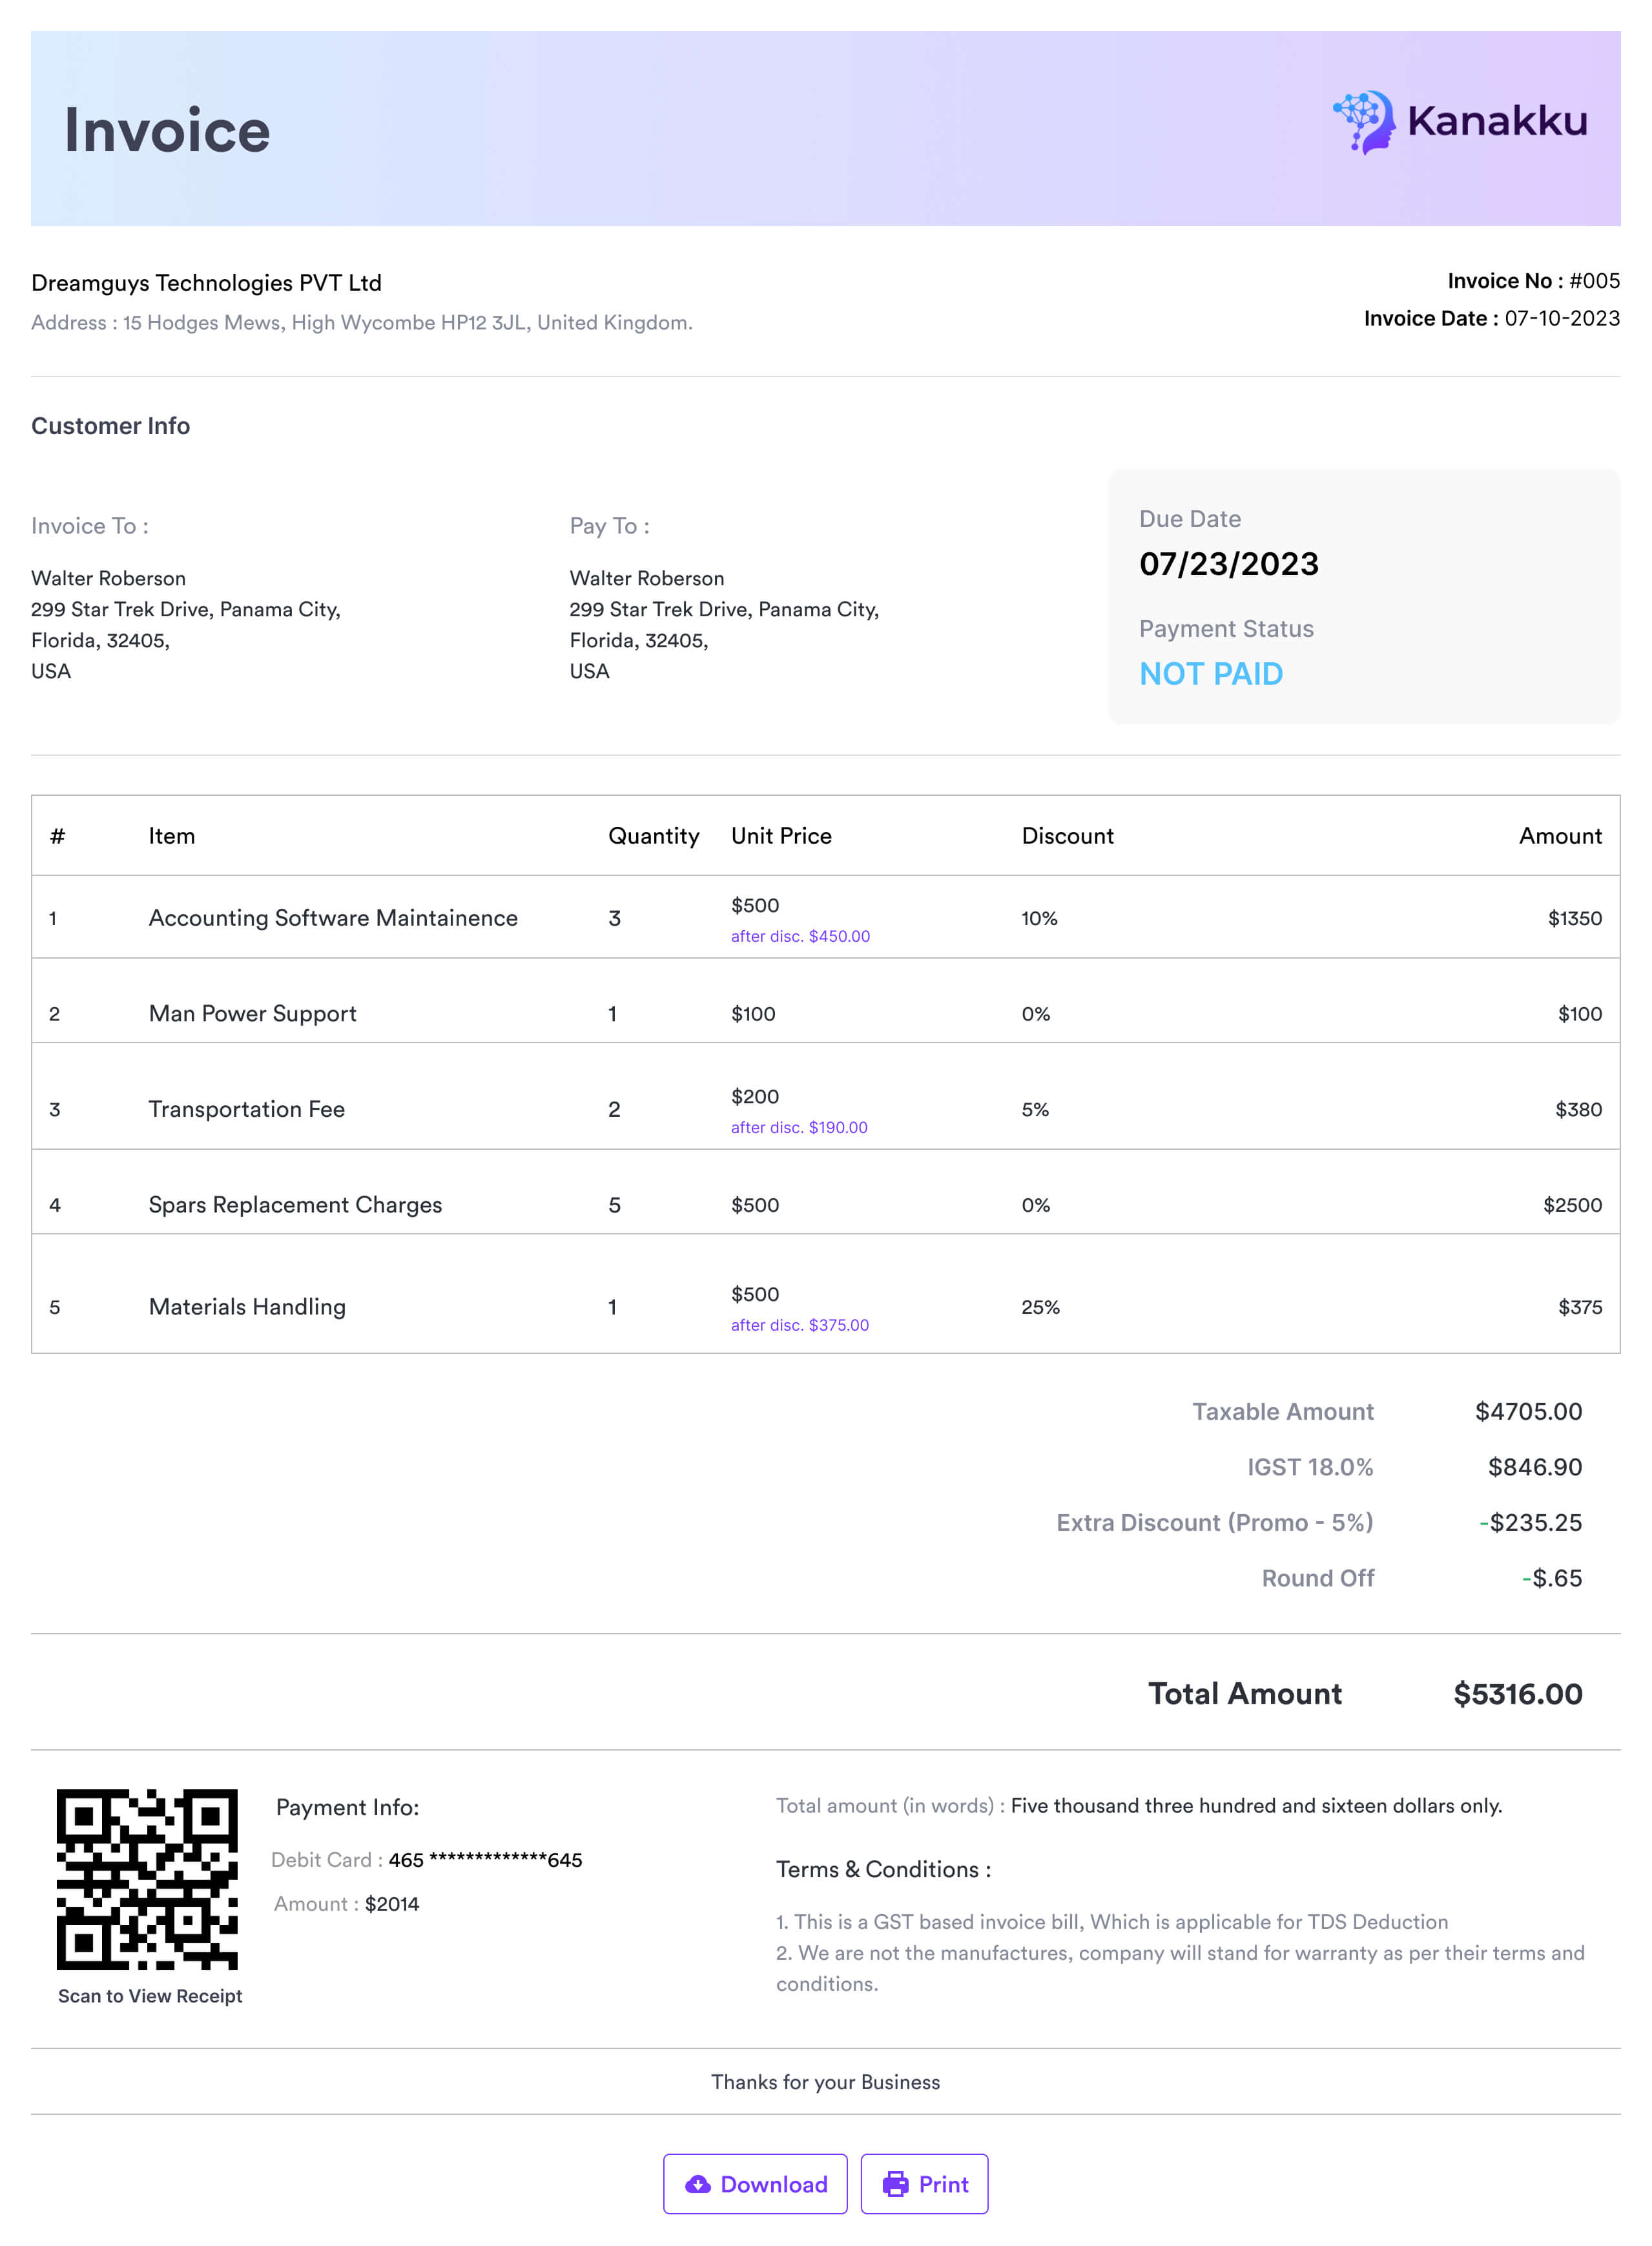 Invoice
Kanakku
Dreamguys Technologies PVT Ltd
Address : 15 Hodges Mews, High Wycombe HP12 3JL, United Kingdom.
Invoice No : #005
Invoice Date : 07-10-2023
Customer Info
Invoice To :
Walter Roberson
299 Star Trek Drive, Panama City,
Florida, 32405,
USA
Pay To :
Walter Roberson
299 Star Trek Drive, Panama City,
Florida, 32405,
USA
Due Date
07/23/2023
Payment Status
NOT PAID
# Item Quantity Unit Price Discount Amount
1 Accounting Software Maintainence 3 $500 10% $1350
after disc. $450.00
2 Man Power Support 1 $100 0% $100
3 Transportation Fee 2 $200 5% $380
after disc. $190.00
4 Spars Replacement Charges 5 $500 0% $2500
5 Materials Handling 1 $500 25% $375
after disc. $375.00
Taxable Amount $4705.00
IGST 18.0% $846.90
Extra Discount (Promo - 5%) -$235.25
Round Off -$.65
Total Amount $5316.00
Scan to View Receipt
Payment Info:
Debit Card : 465 *************645
Amount : $2014
Total amount (in words) : Five thousand three hundred and sixteen dollars only.
Terms & Conditions :
1. This is a GST based invoice bill, Which is applicable for TDS Deduction
2. We are not the manufactures, company will stand for warranty as per their terms and
conditions.
Thanks for your Business
Download
Print